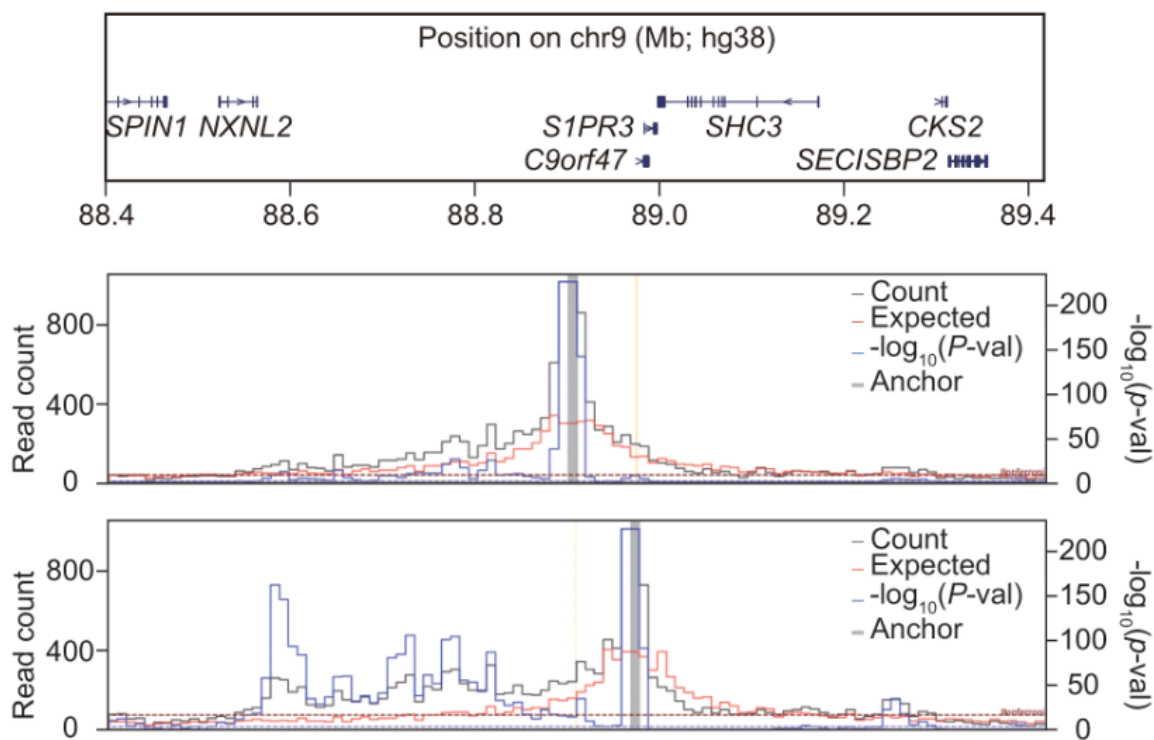 Position on chr9 (Mb; hg38)
SPIN1 NXNL2 S1PR3 SHC3 CKS2
C9orf47 SECISBP2
88.4 88.6 88.8 89.0 89.2 89.4
Read count
800
400
0
Count
Expected
-log10(P-val)
Anchor
200
150
100
50
0
-log10(p-val)
Read count
800
400
0
Count
Expected
-log10(P-val)
Anchor
200
150
100
50
0
-log10(p-val)